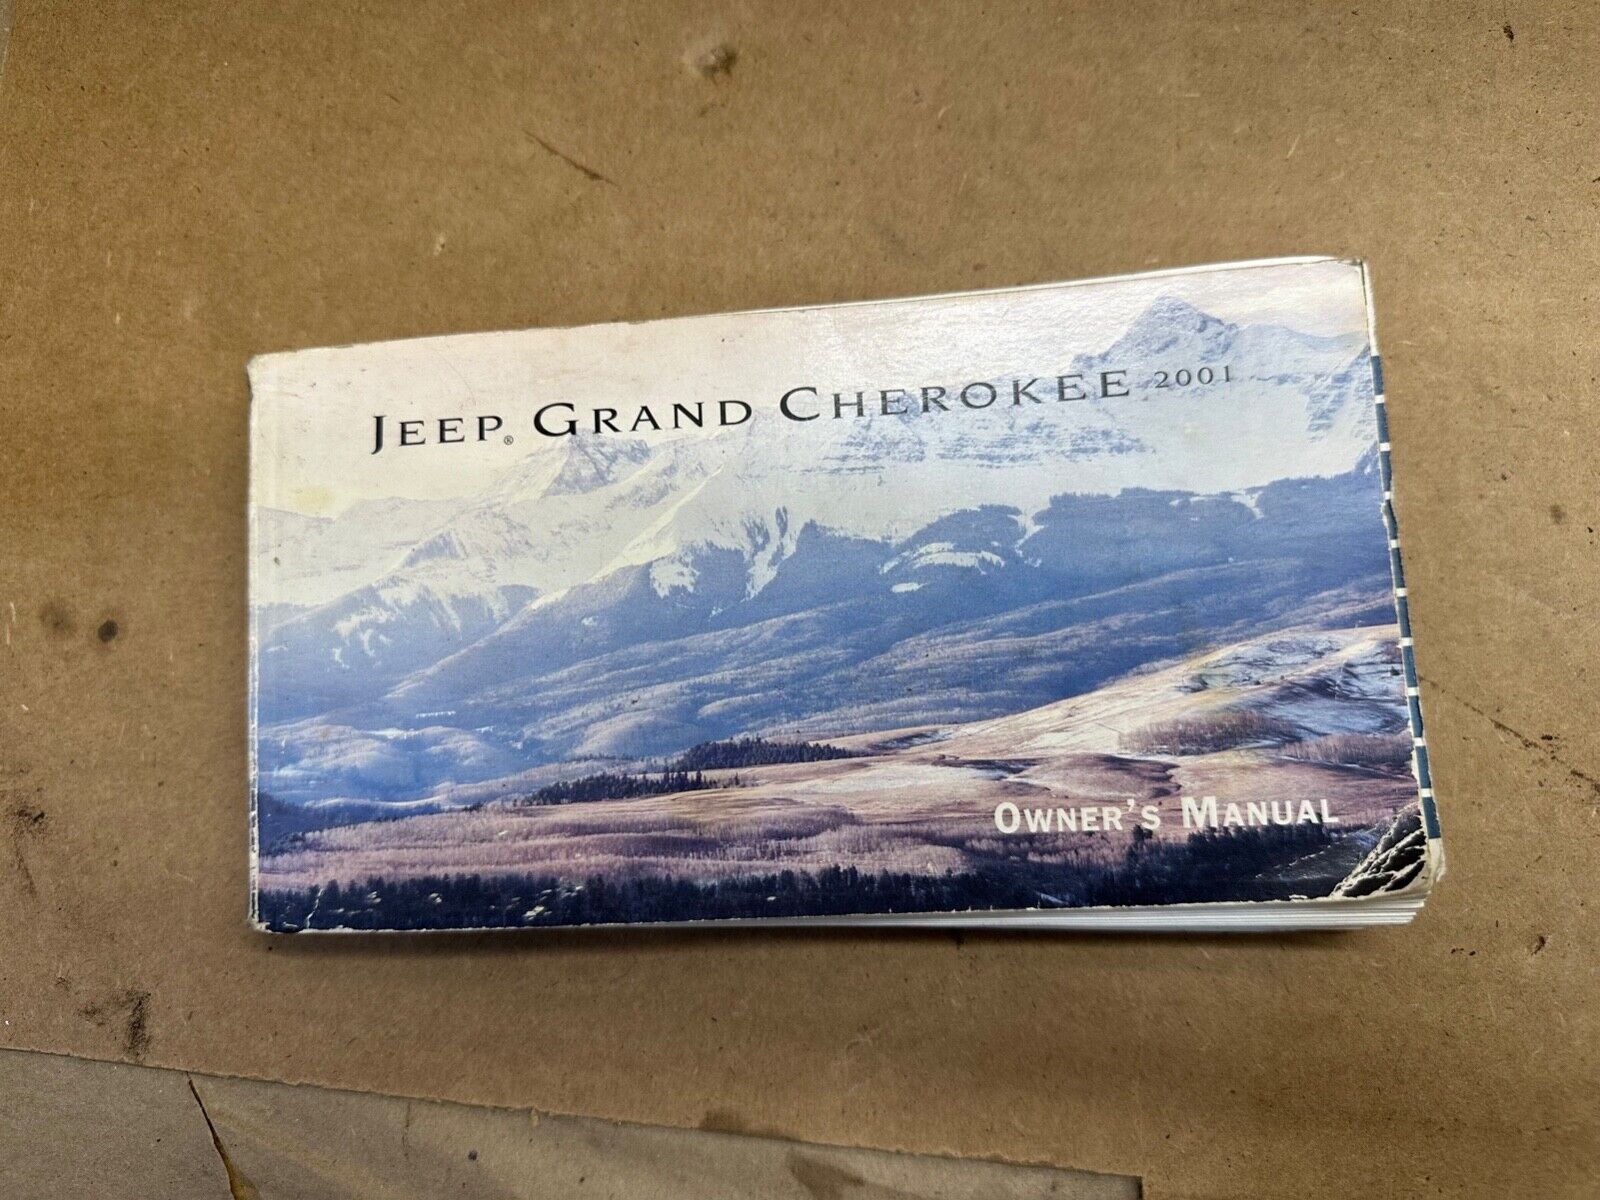 JEEP® GRAND CHEROKEE 2001
OWNER'S MANUAL